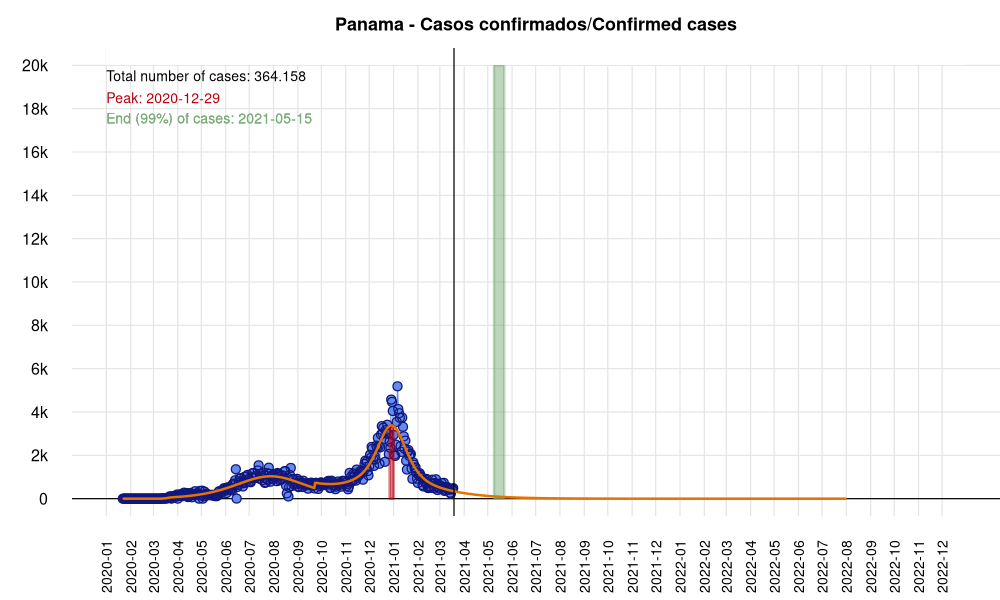 Panama - Casos confirmados/Confirmed cases
20k
Total number of cases: 364.158
Peak: 2020-12-29
End (99%) of cases: 2021-05-15
18k
16k
14k
12k
10k
8k
6k
4k
2k
0
2020-01
2020-02
2020-03
2020-04
2020-05
2020-06
2020-07
2020-08
2020-09
2020-10
2020-11
2020-12
2021-01
2021-02
2021-03
2021-04
2021-05
2021-06
2021-07
2021-08
2021-09
2021-10
2021-11
2021-12
2022-01
2022-02
2022-03
2022-04
2022-05
2022-06
2022-07
2022-08
2022-09
2022-10
2022-11
2022-12